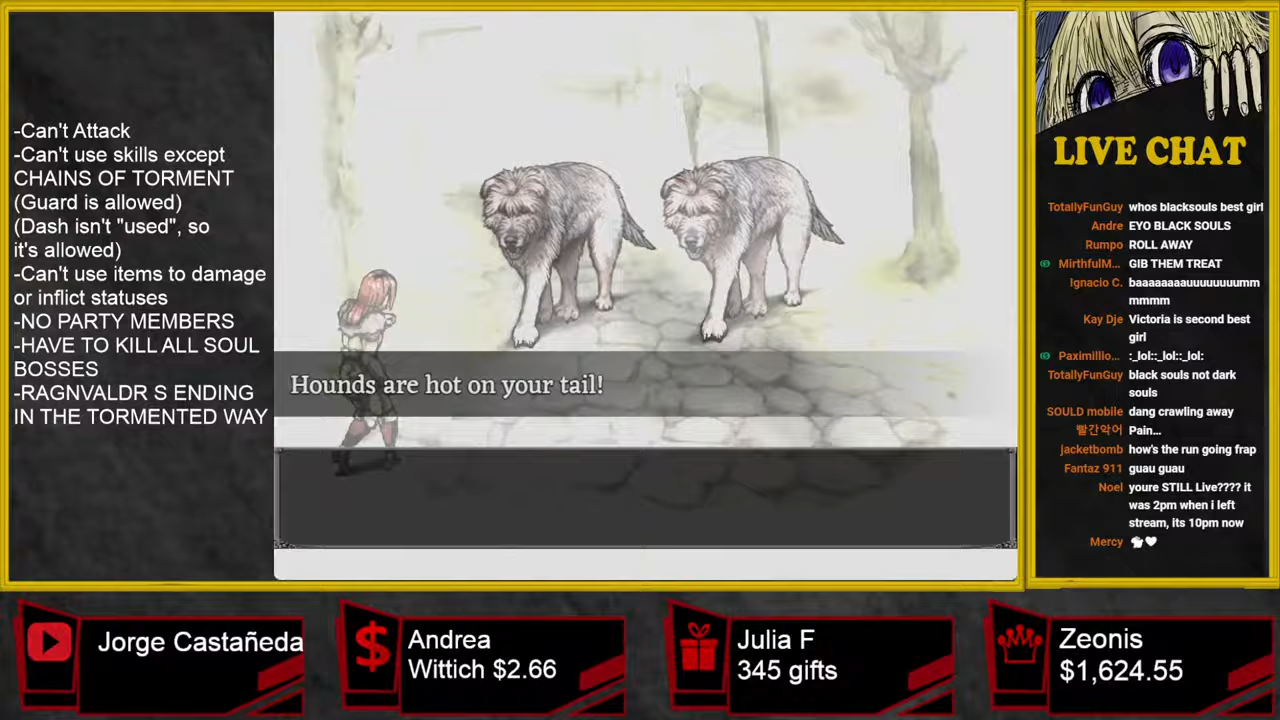 -Can't Attack
-Can't use skills except
CHAINS OF TORMENT
(Guard is allowed)
(Dash isn't "used", so
it's allowed)
-Can't use items to damage
or inflict statuses
-NO PARTY MEMBERS
-HAVE TO KILL ALL SOUL
BOSSES
-RAGNVALDR S ENDING
IN THE TORMENTED WAY
Hounds are hot on your tail!
LIVE CHAT
TotallyFunGuy whos blacksouls best girl
Andre EYO BLACK SOULS
Rumpo ROLL AWAY
MirthfulM... GIB THEM TREAT
Ignacio C. baaaaaaauuuuuuuumm
mmmm
Kay Dje Victoria is second best
girl
Paximillio... :_lol::_lol::_lol:
TotallyFunGuy black souls not dark
souls
SOULD mobile dang crawling away
빨간악어 Pain...
jacketbomb how's the run going frap
Fantaz 911 guau guau
Noel youre STILL Live???? it
was 2pm when i left
stream, its 10pm now
Mercy
Jorge Castañeda
Andrea
Wittich $2.66
Julia F
345 gifts
Zeonis
$1,624.55